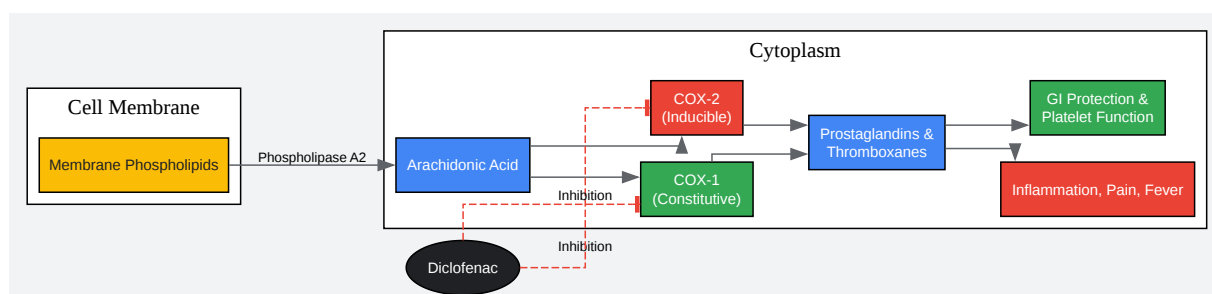 Cytoplasm
Cell Membrane
Membrane Phospholipids
Phospholipase A2
Arachidonic Acid
COX-2
(Inducible)
COX-1
(Constitutive)
Prostaglandins &
Thromboxanes
GI Protection &
Platelet Function
Inflammation, Pain, Fever
Inhibition
Inhibition
Diclofenac